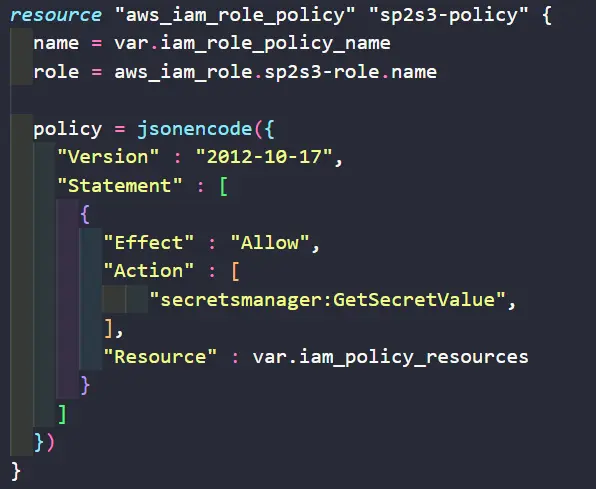 resource "aws_iam_role_policy" "sp2s3-policy" {
  name = var.iam_role_policy_name
  role = aws_iam_role.sp2s3-role.name

  policy = jsonencode({
    "Version" : "2012-10-17",
    "Statement" : [
      {
        "Effect" : "Allow",
        "Action" : [
            "secretsmanager:GetSecretValue",
        ],
        "Resource" : var.iam_policy_resources
      }
    ]
  })
}